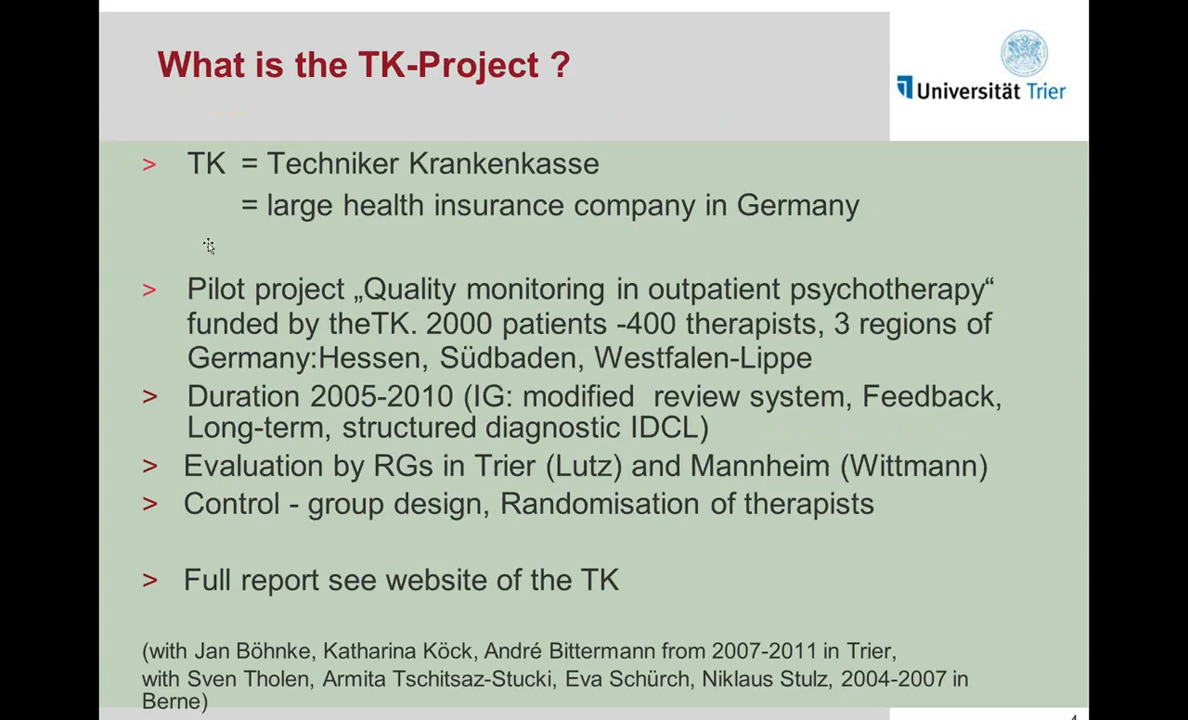 What is the TK-Project ?
Universität Trier
> TK = Techniker Krankenkasse
= large health insurance company in Germany
> Pilot project „Quality monitoring in outpatient psychotherapy“
funded by theTK. 2000 patients -400 therapists, 3 regions of
Germany:Hessen, Südbaden, Westfalen-Lippe
> Duration 2005-2010 (IG: modified review system, Feedback,
Long-term, structured diagnostic IDCL)
> Evaluation by RGs in Trier (Lutz) and Mannheim (Wittmann)
> Control - group design, Randomisation of therapists
> Full report see website of the TK
(with Jan Böhnke, Katharina Köck, André Bittermann from 2007-2011 in Trier,
with Sven Tholen, Armita Tschitsaz-Stucki, Eva Schürch, Niklaus Stulz, 2004-2007 in
Berne)